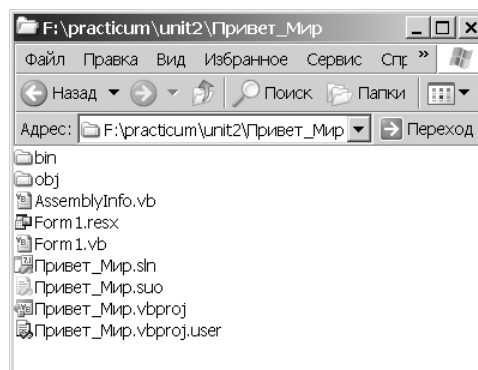 F:\practicum\unit2\Привет_Мир
Файл Правка Вид Избранное Сервис Спр »
Назад Поиск Папки
Адрес: F:\practicum\unit2\Привет_Мир Переход
bin
obj
AssemblyInfo.vb
Form1.resx
Form1.vb
Привет_Мир.sln
Привет_Мир.suo
Привет_Мир.vbproj
Привет_Мир.vbproj.user